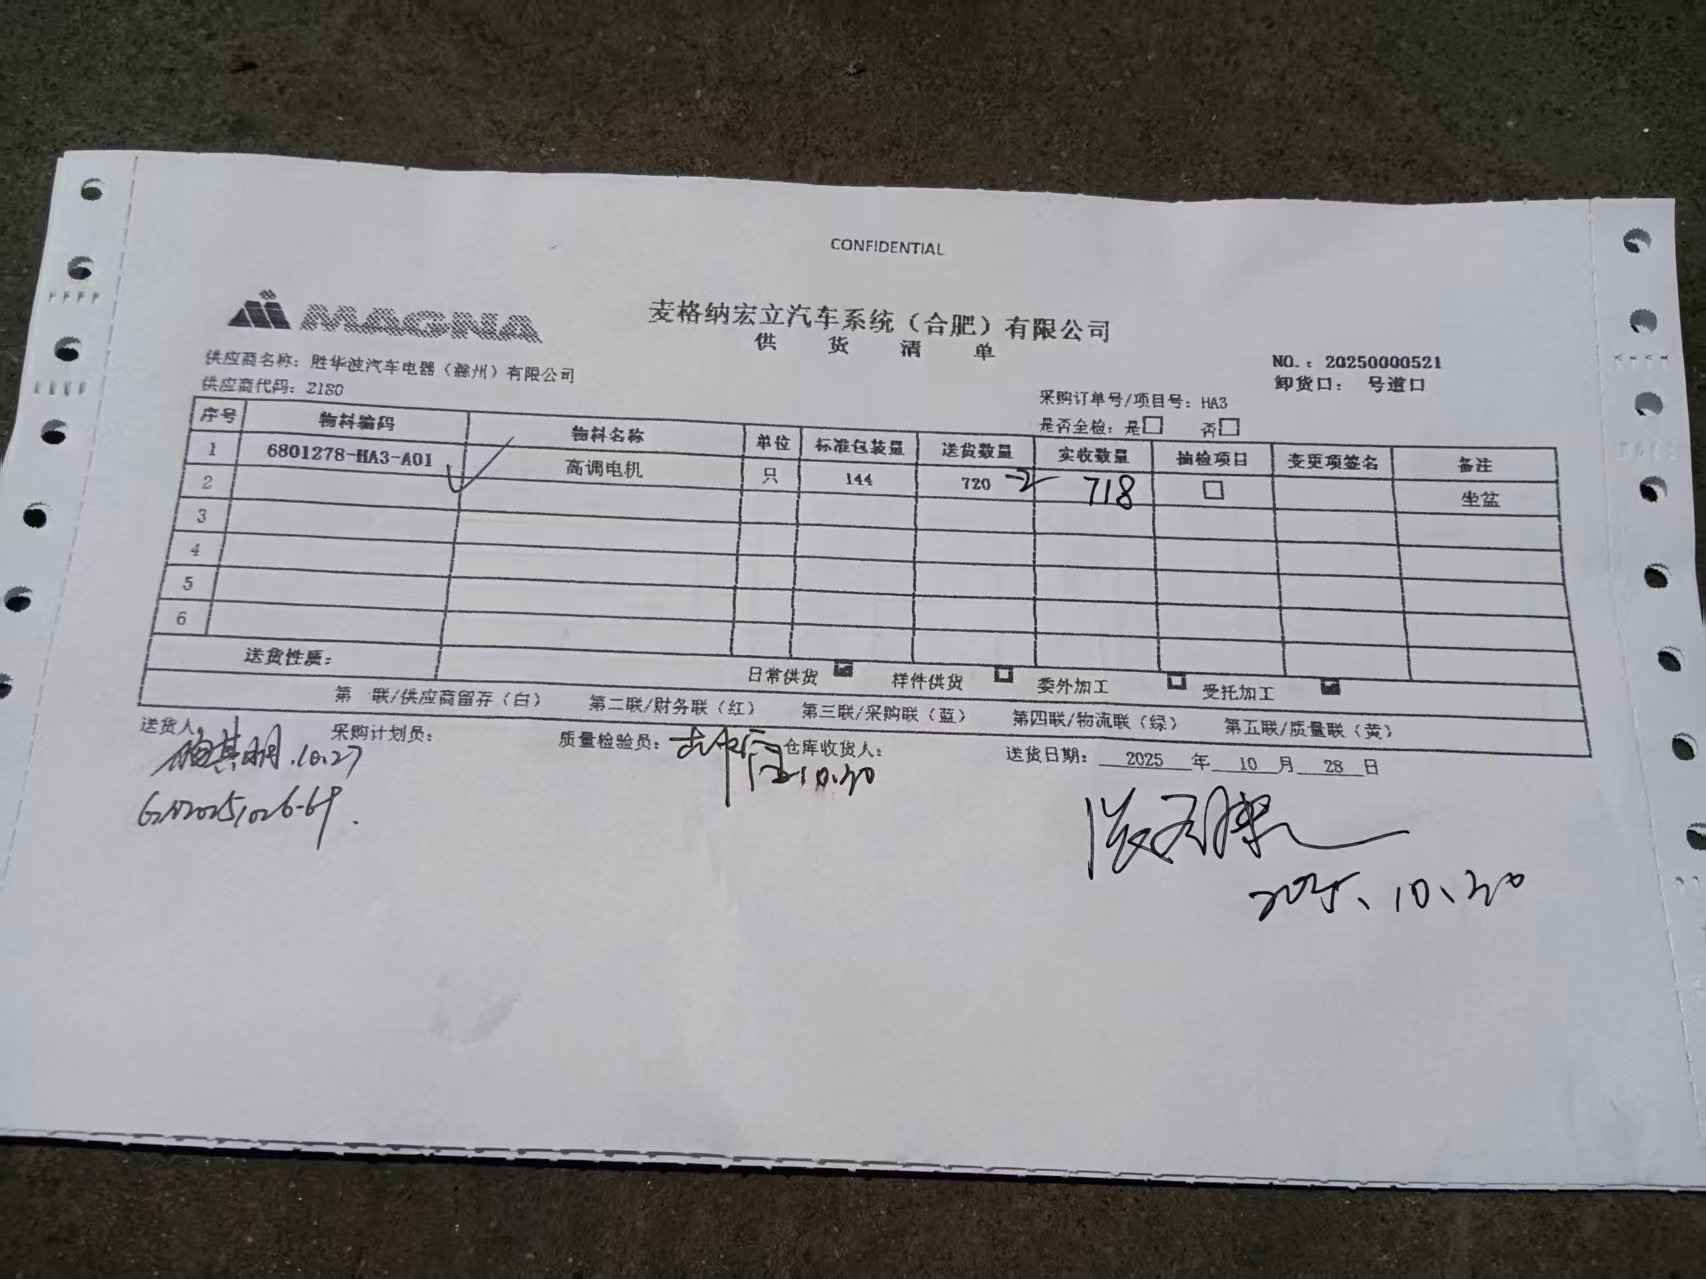 CONFIDENTIAL
MAGNA
麦格纳宏立汽车系统（合肥）有限公司
供 货 清 单
供应商名称：胜华波汽车电器（滁州）有限公司
NO.：20250000521
供应商代码：2180
卸货口： 号道口
采购订单号/项目号：HA3
是否全检：是□ 否□
序号 物料编码 物料名称 单位 标准包装量 送货数量 实收数量 抽检项目 变更项签名 备注
1 6801278-HA3-A01 高调电机 只 144 720 -2 718 □ 坐盆
2
3
4
5
6
送货性质： 日常供货 样件供货 委外加工 受托加工
第一联/供应商留存（白） 第二联/财务联（红） 第三联/采购联（蓝） 第四联/物流联（绿） 第五联/质量联（黄）
送货人： 采购计划员： 质量检验员： 仓库收货人： 送货日期： 2025 年 10 月 28 日
10.27
10.30
2025.10.30